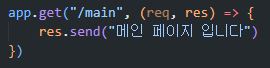 app.get("/main", (req, res) => {
    res.send("메인 페이지 입니다")
})